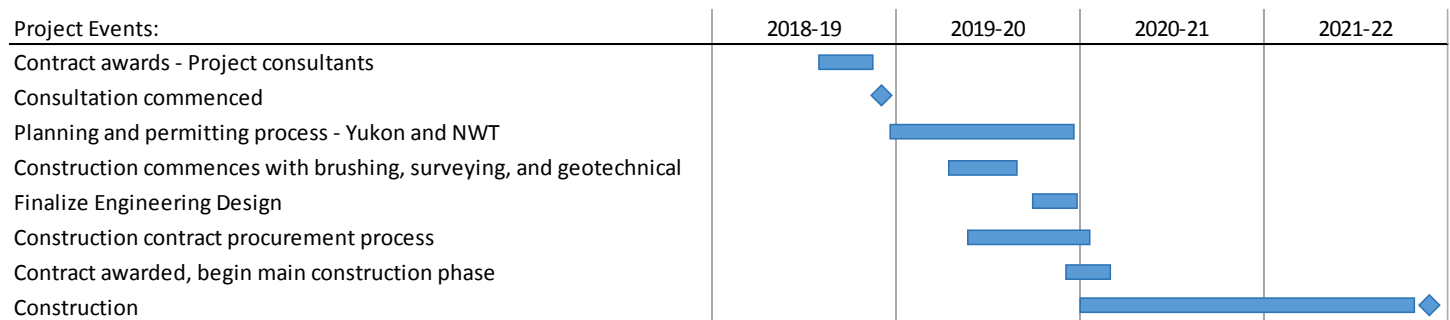 Project Events: 2018-19 2019-20 2020-21 2021-22
Contract awards - Project consultants
Consultation commenced
Planning and permitting process - Yukon and NWT
Construction commences with brushing, surveying, and geotechnical
Finalize Engineering Design
Construction contract procurement process
Contract awarded, begin main construction phase
Construction